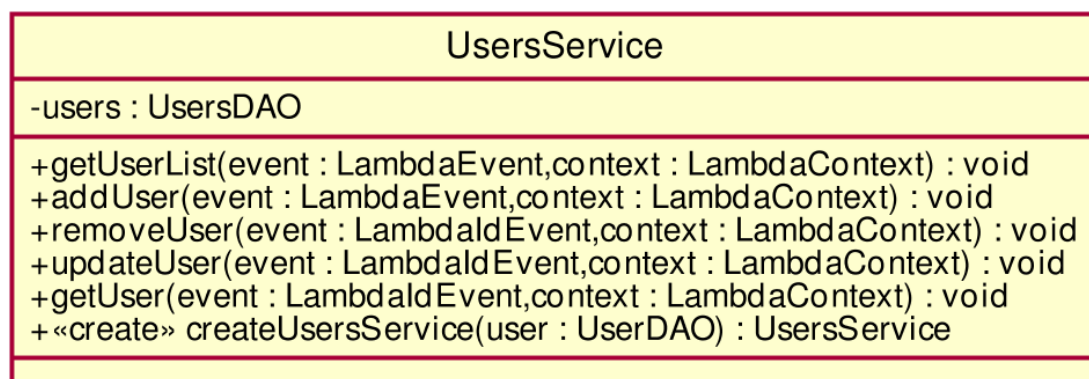 UsersService
-users : UsersDAO
+getUserList(event : LambdaEvent,context : LambdaContext) : void
+addUser(event : LambdaEvent,context : LambdaContext) : void
+removeUser(event : LambdaIdEvent,context : LambdaContext) : void
+updateUser(event : LambdaIdEvent,context : LambdaContext) : void
+getUser(event : LambdaIdEvent,context : LambdaContext) : void
+«create» createUsersService(user : UserDAO) : UsersService